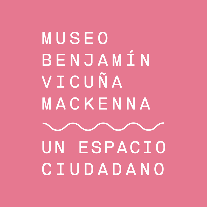 MUSEO
BENJAMÍN
VICUÑA
MACKENNA
UN ESPACIO
CIUDADANO